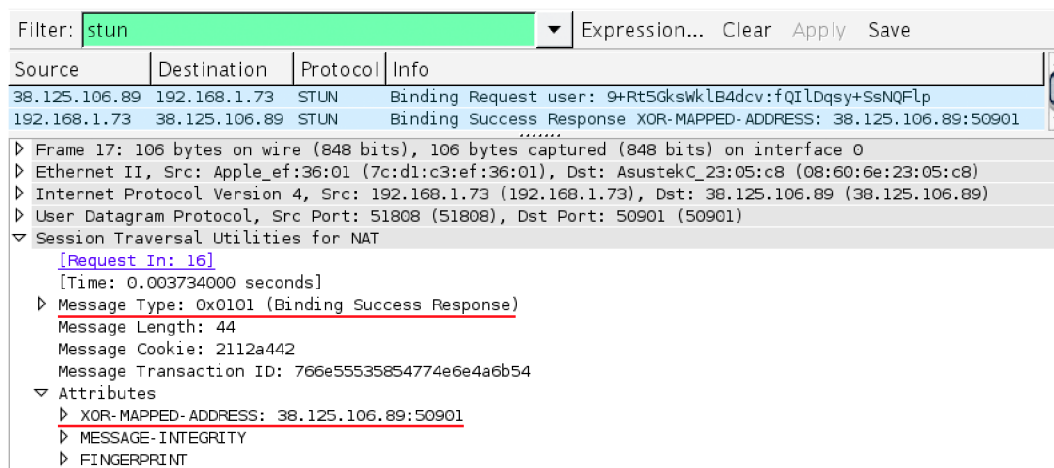 Filter: stun Expression... Clear Apply Save
Source Destination Protocol Info
38.125.106.89 192.168.1.73 STUN Binding Request user: 9+Rt5GksWklB4dcv:fQIlDqsy+SsNQFlp
192.168.1.73 38.125.106.89 STUN Binding Success Response XOR-MAPPED-ADDRESS: 38.125.106.89:50901
Frame 17: 106 bytes on wire (848 bits), 106 bytes captured (848 bits) on interface 0
Ethernet II, Src: Apple_ef:36:01 (7c:d1:c3:ef:36:01), Dst: AsustekC_23:05:c8 (08:60:6e:23:05:c8)
Internet Protocol Version 4, Src: 192.168.1.73 (192.168.1.73), Dst: 38.125.106.89 (38.125.106.89)
User Datagram Protocol, Src Port: 51808 (51808), Dst Port: 50901 (50901)
Session Traversal Utilities for NAT
[Request In: 16]
[Time: 0.003734000 seconds]
Message Type: 0x0101 (Binding Success Response)
Message Length: 44
Message Cookie: 2112a442
Message Transaction ID: 766e55535854774e6e4a6b54
Attributes
XOR-MAPPED-ADDRESS: 38.125.106.89:50901
MESSAGE-INTEGRITY
FINGERPRINT